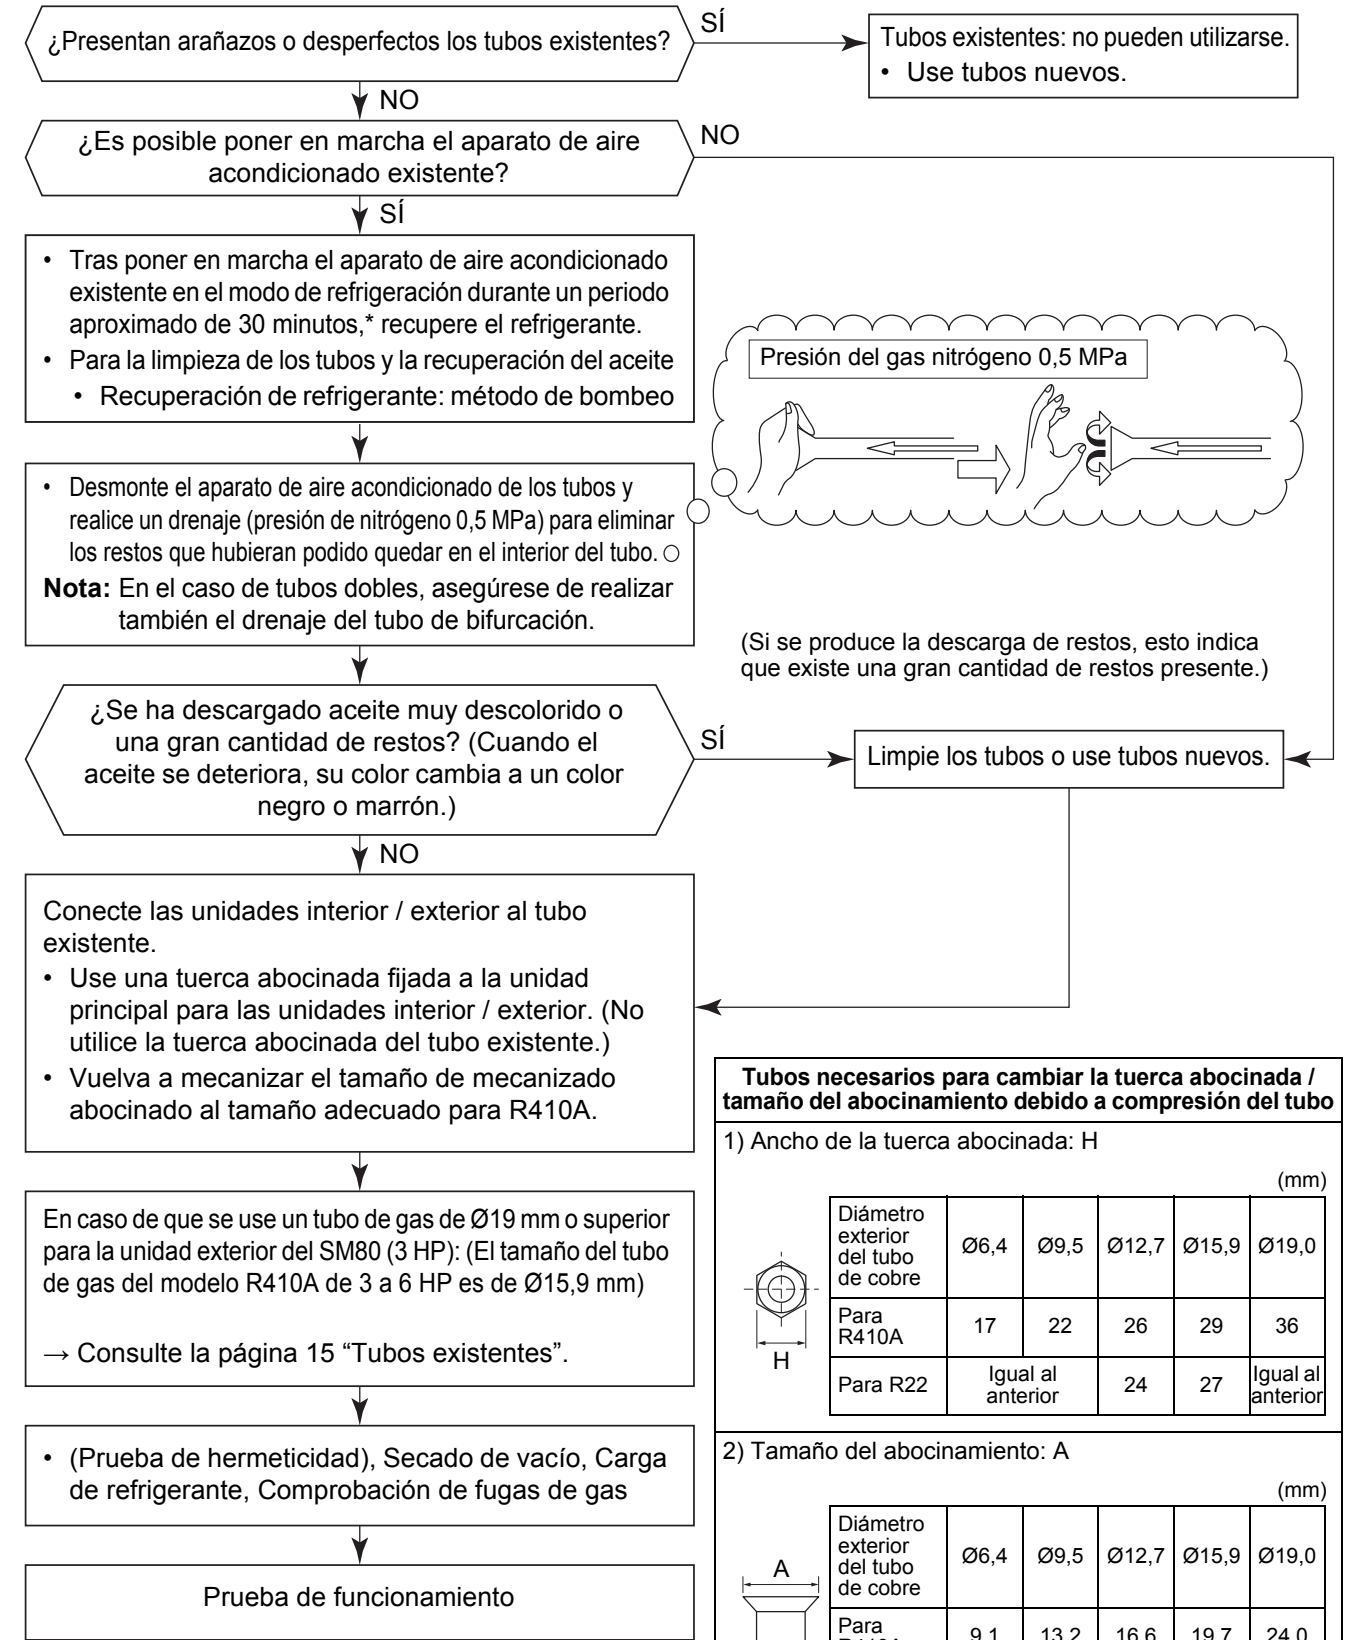 ¿Presentan arañazos o desperfectos los tubos existentes?
SÍ
Tubos existentes: no pueden utilizarse.
• Use tubos nuevos.
NO
¿Es posible poner en marcha el aparato de aire
acondicionado existente?
NO
SÍ
• Tras poner en marcha el aparato de aire acondicionado
existente en el modo de refrigeración durante un periodo
aproximado de 30 minutos,* recupere el refrigerante.
• Para la limpieza de los tubos y la recuperación del aceite
• Recuperación de refrigerante: método de bombeo
Presión del gas nitrógeno 0,5 MPa
• Desmonte el aparato de aire acondicionado de los tubos y
realice un drenaje (presión de nitrógeno 0,5 MPa) para eliminar
los restos que hubieran podido quedar en el interior del tubo.
Nota: En el caso de tubos dobles, asegúrese de realizar
también el drenaje del tubo de bifurcación.
(Si se produce la descarga de restos, esto indica
que existe una gran cantidad de restos presente.)
¿Se ha descargado aceite muy descolorido o
una gran cantidad de restos? (Cuando el
aceite se deteriora, su color cambia a un color
negro o marrón.)
SÍ
Limpie los tubos o use tubos nuevos.
NO
Conecte las unidades interior / exterior al tubo
existente.
• Use una tuerca abocinada fijada a la unidad
principal para las unidades interior / exterior. (No
utilice la tuerca abocinada del tubo existente.)
• Vuelva a mecanizar el tamaño de mecanizado
abocinado al tamaño adecuado para R410A.
En caso de que se use un tubo de gas de Ø19 mm o superior
para la unidad exterior del SM80 (3 HP): (El tamaño del tubo
de gas del modelo R410A de 3 a 6 HP es de Ø15,9 mm)
→ Consulte la página 15 “Tubos existentes”.
• (Prueba de hermeticidad), Secado de vacío, Carga
de refrigerante, Comprobación de fugas de gas
Prueba de funcionamiento
Tubos necesarios para cambiar la tuerca abocinada /
tamaño del abocinamiento debido a compresión del tubo
1) Ancho de la tuerca abocinada: H
(mm)
Diámetro
exterior
del tubo
de cobre
Ø6,4 Ø9,5 Ø12,7 Ø15,9 Ø19,0
Para
R410A
17 22 26 29 36
H
Para R22
Igual al
anterior
24 27
Igual al
anterior
2) Tamaño del abocinamiento: A
(mm)
Diámetro
exterior
del tubo
de cobre
Ø6,4 Ø9,5 Ø12,7 Ø15,9 Ø19,0
A
Para
R410A
9,1 13,2 16,6 19,7 24,0